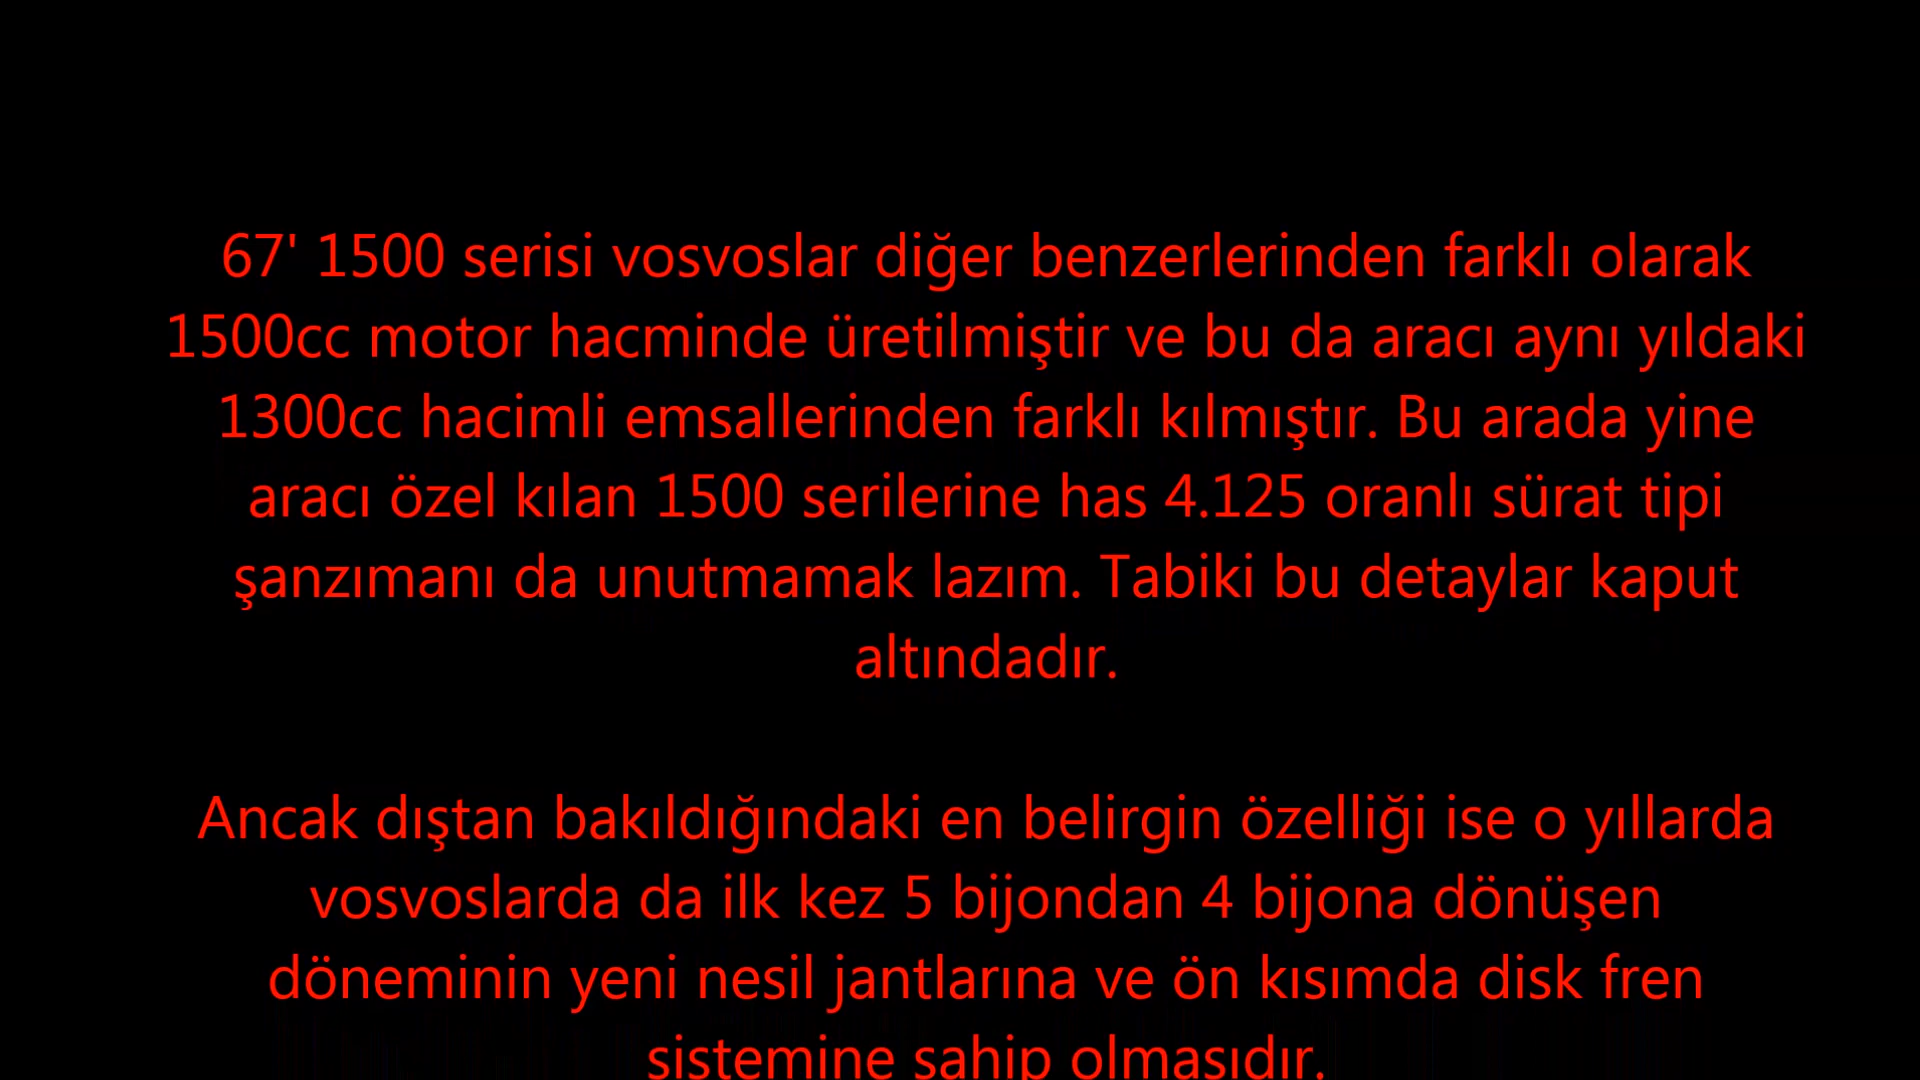 67' 1500 serisi vosvoslar diğer benzerlerinden farklı olarak
1500cc motor hacminde üretilmiştir ve bu da aracı aynı yıldaki
1300cc hacimli emsallerinden farklı kılmıştır. Bu arada yine
aracı özel kılan 1500 serilerine has 4.125 oranlı sürat tipi
şanzımanı da unutmamak lazım. Tabiki bu detaylar kaput
altındadır.
Ancak dıştan bakıldığındaki en belirgin özelliği ise o yıllarda
vosvoslarda da ilk kez 5 bijondan 4 bijona dönüşen
döneminin yeni nesil jantlarına ve ön kısımda disk fren
sistemine sahip olmasıdır.